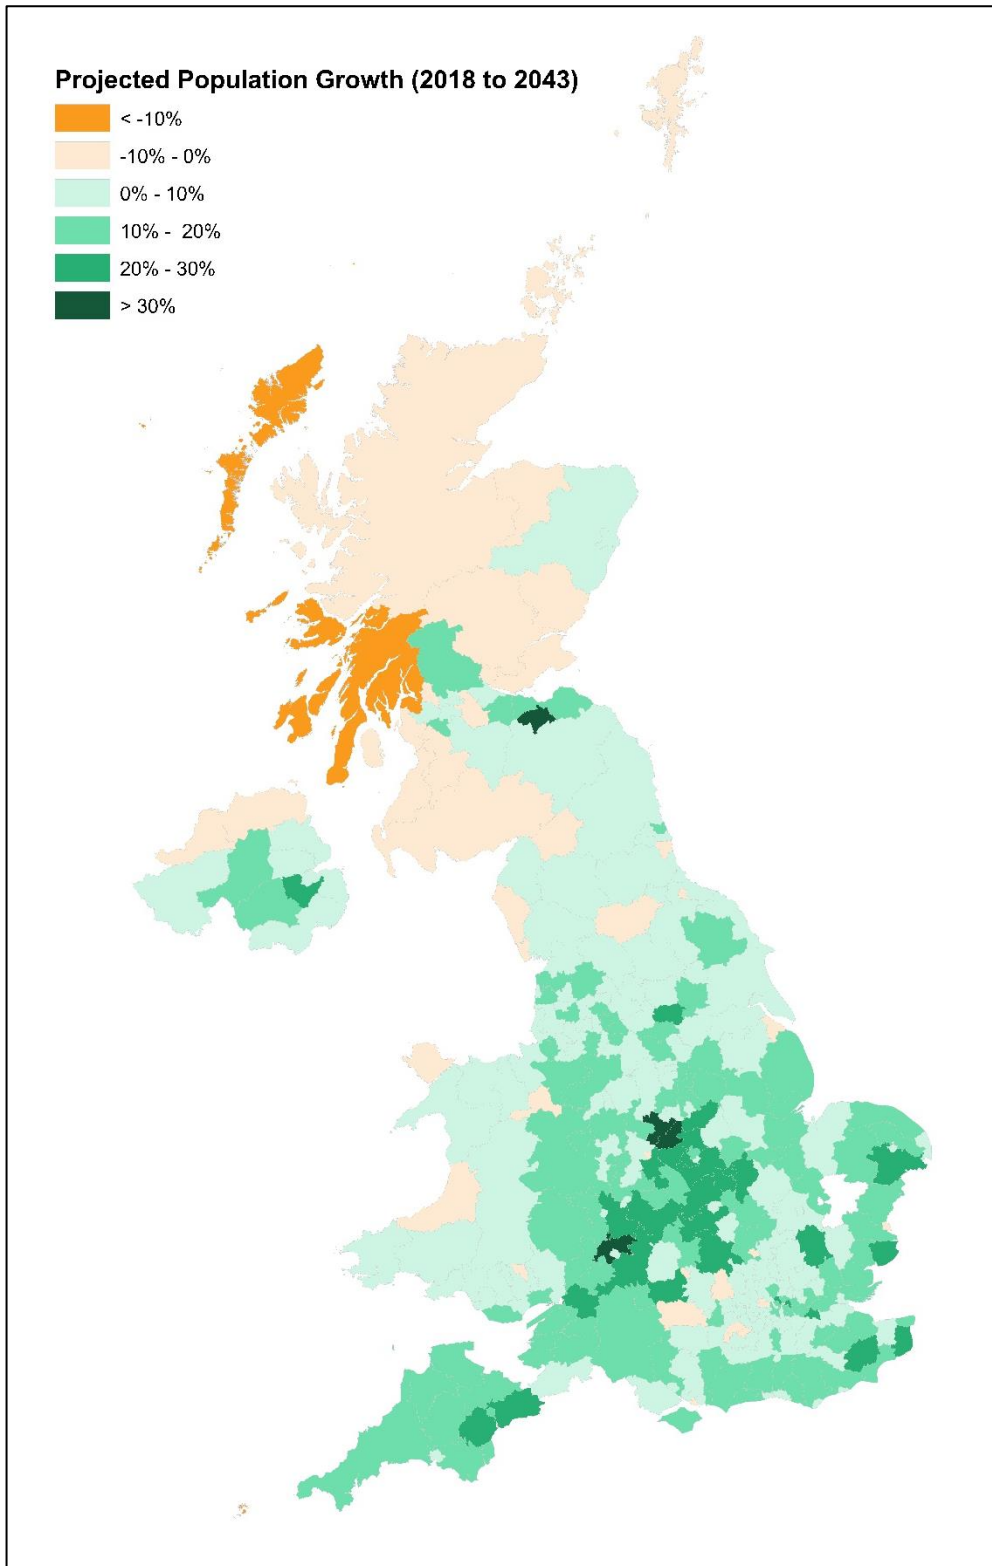 Projected Population Growth (2018 to 2043)
< -10%
-10% - 0%
0% - 10%
10% - 20%
20% - 30%
> 30%